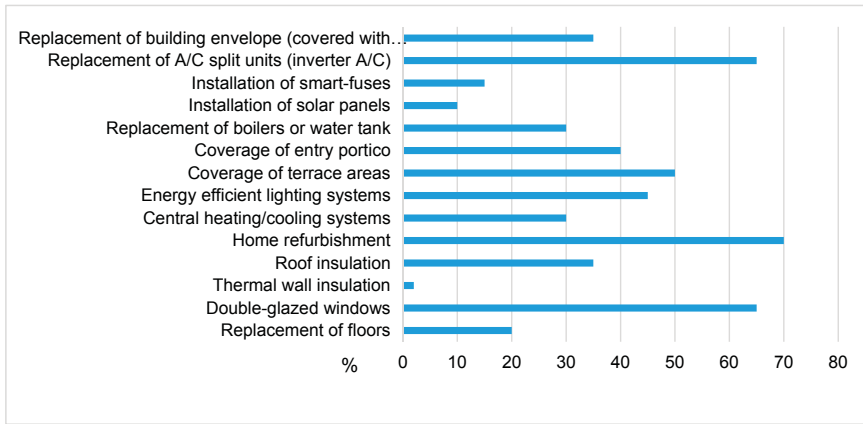 Replacement of building envelope (covered with…
Replacement of A/C split units (inverter A/C)
Installation of smart-fuses
Installation of solar panels
Replacement of boilers or water tank
Coverage of entry portico
Coverage of terrace areas
Energy efficient lighting systems
Central heating/cooling systems
Home refurbishment
Roof insulation
Thermal wall insulation
Double-glazed windows
Replacement of floors
0 10 20 30 40 50 60 70 80
%